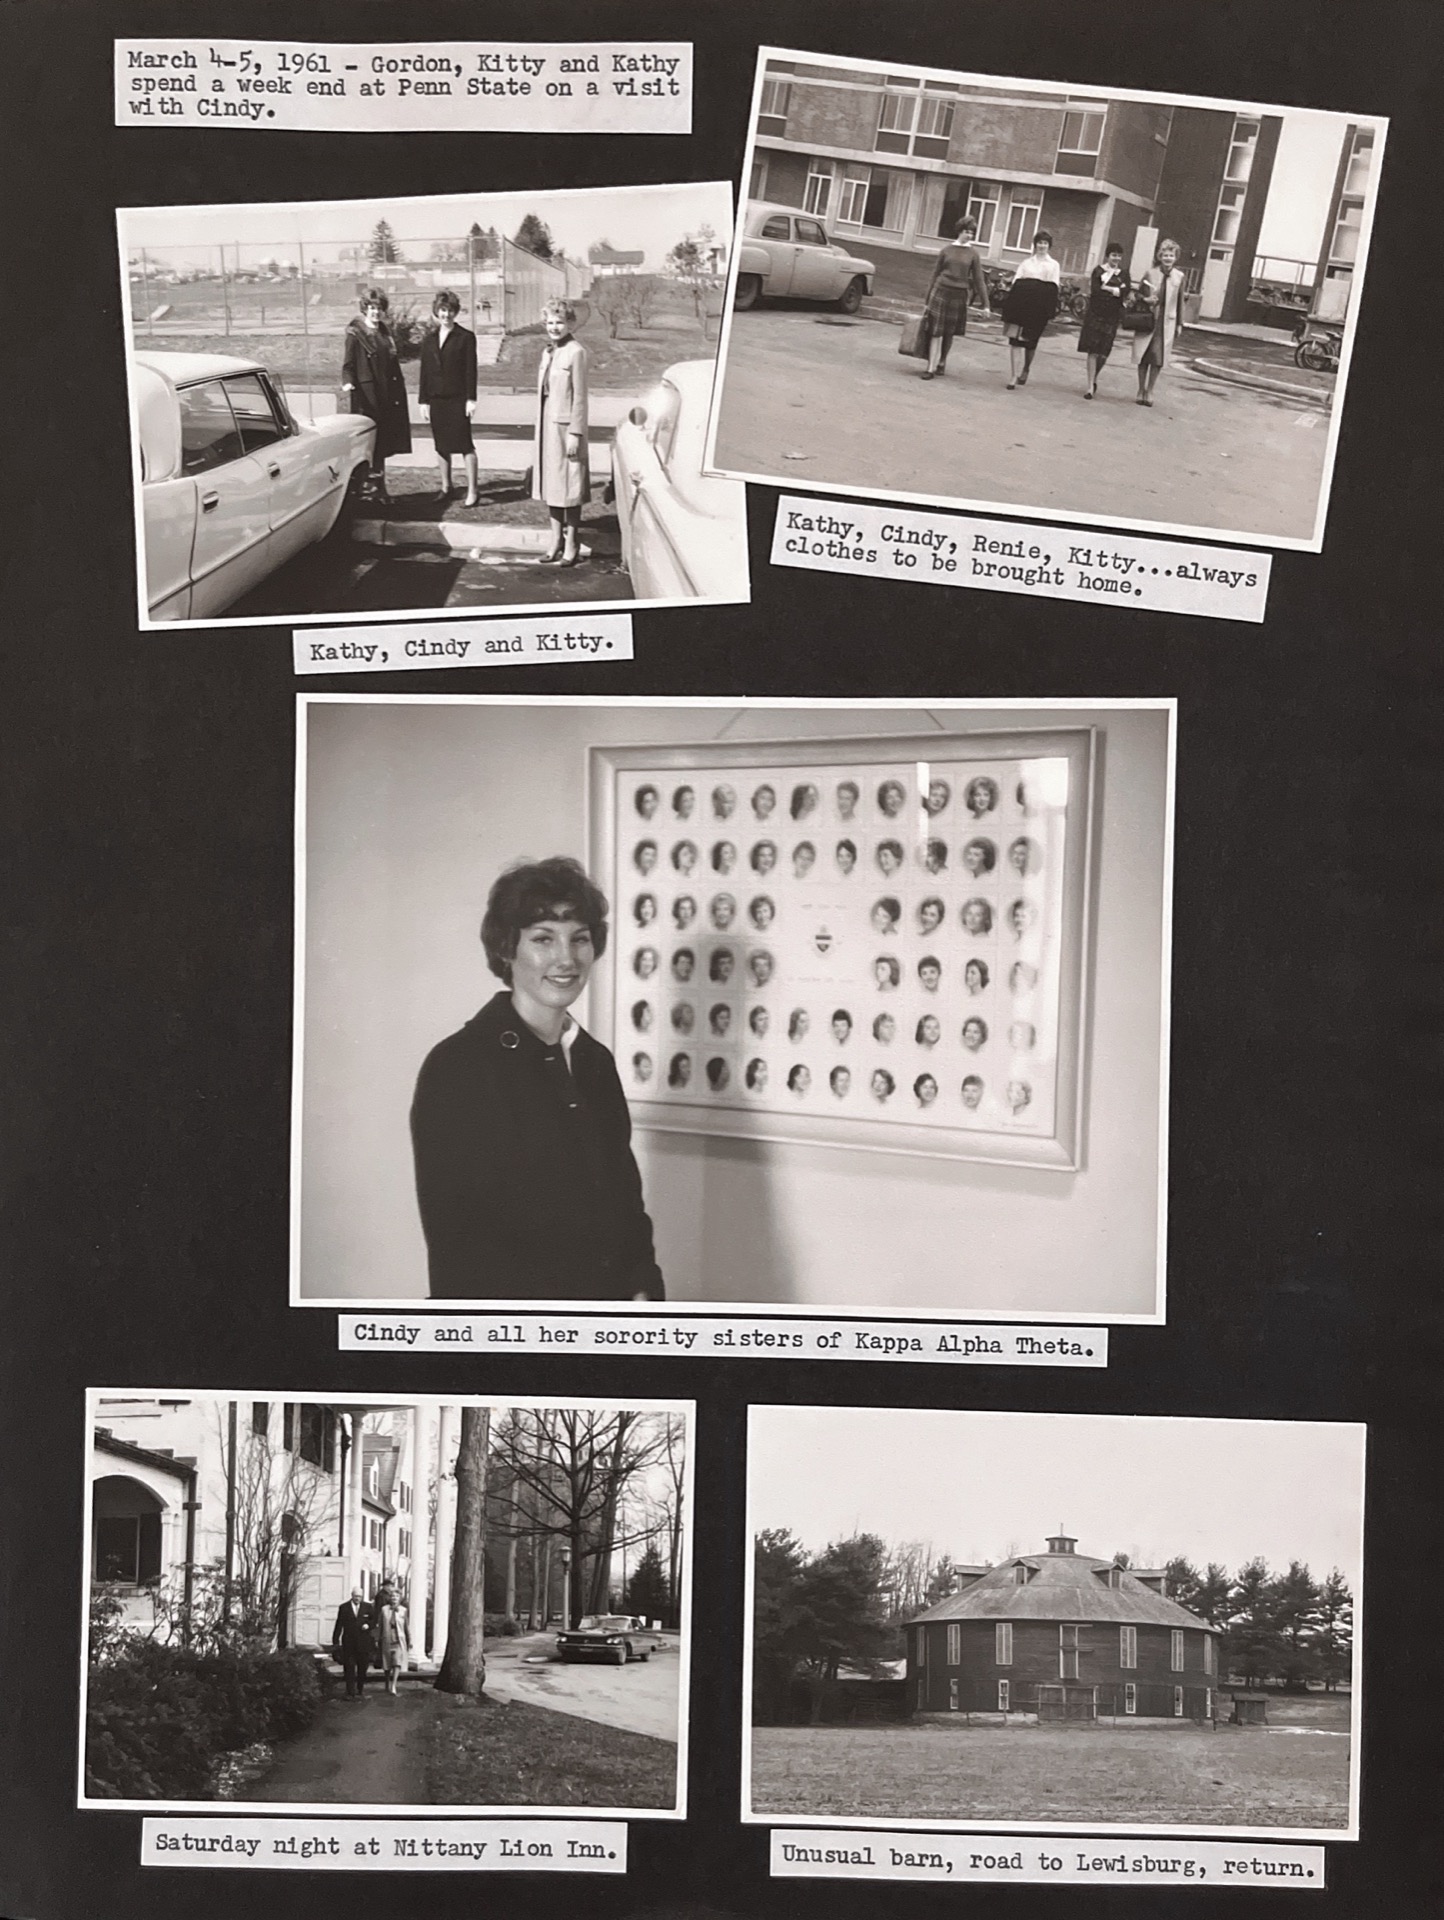 March 4-5, 1961 - Gordon, Kitty and Kathy
spend a week end at Penn State on a visit
with Cindy.
Kathy, Cindy, Renie, Kitty...always
clothes to be brought home.
Kathy, Cindy and Kitty.
Cindy and all her sorority sisters of Kappa Alpha Theta.
Saturday night at Nittany Lion Inn.
Unusual barn, road to Lewisburg, return.